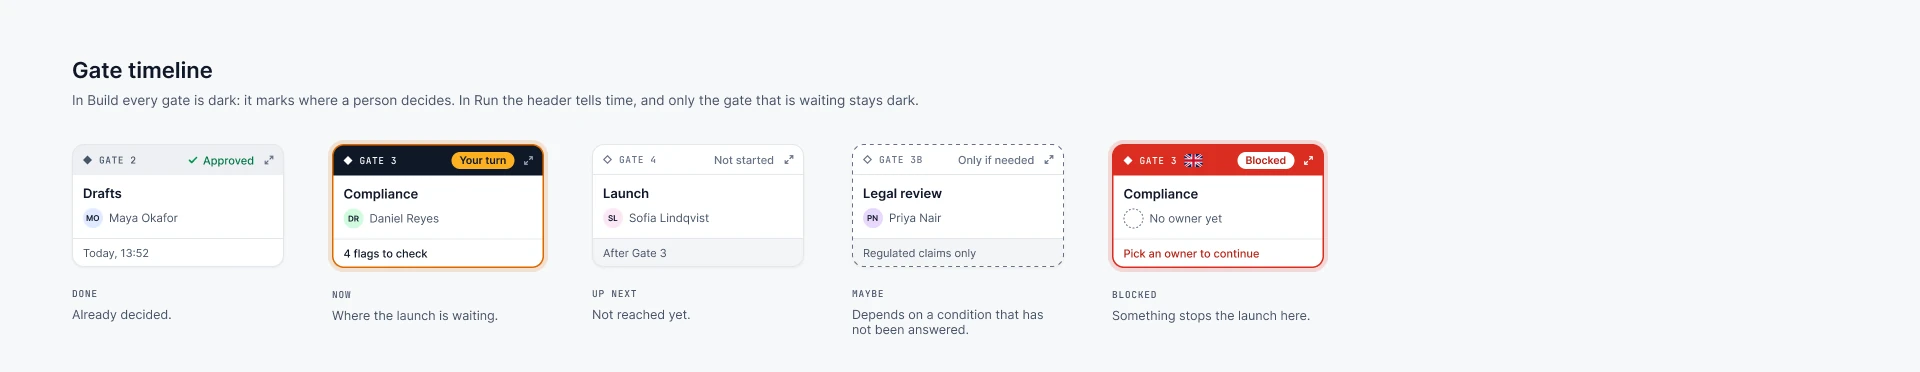 Gate timeline
In Build every gate is dark: it marks where a person decides. In Run the header tells time, and only the gate that is waiting stays dark.
GATE 2 Approved
Drafts
MO Maya Okafor
Today, 13:52
DONE
Already decided.
GATE 3 Your turn
Compliance
DR Daniel Reyes
4 flags to check
NOW
Where the launch is waiting.
GATE 4 Not started
Launch
SL Sofia Lindqvist
After Gate 3
UP NEXT
Not reached yet.
GATE 3B Only if needed
Legal review
PN Priya Nair
Regulated claims only
MAYBE
Depends on a condition that has
not been answered.
GATE 3 Blocked
Compliance
No owner yet
Pick an owner to continue
BLOCKED
Something stops the launch here.